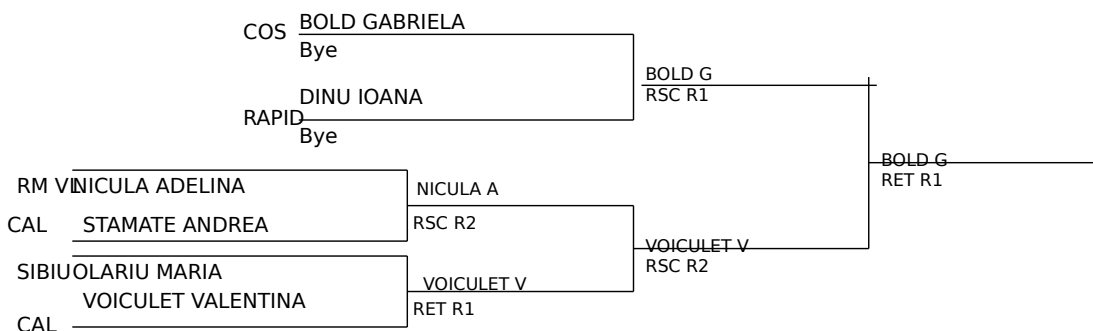 COS BOLD GABRIELA
Bye
BOLD G
RSC R1
DINU IOANA
RAPID
Bye
BOLD G
RET R1
RM VL NICULA ADELINA
NICULA A
CAL STAMATE ANDREA
RSC R2
VOICULET V
RSC R2
SIBIU OLARIU MARIA
VOICULET V
VOICULET VALENTINA
RET R1
CAL